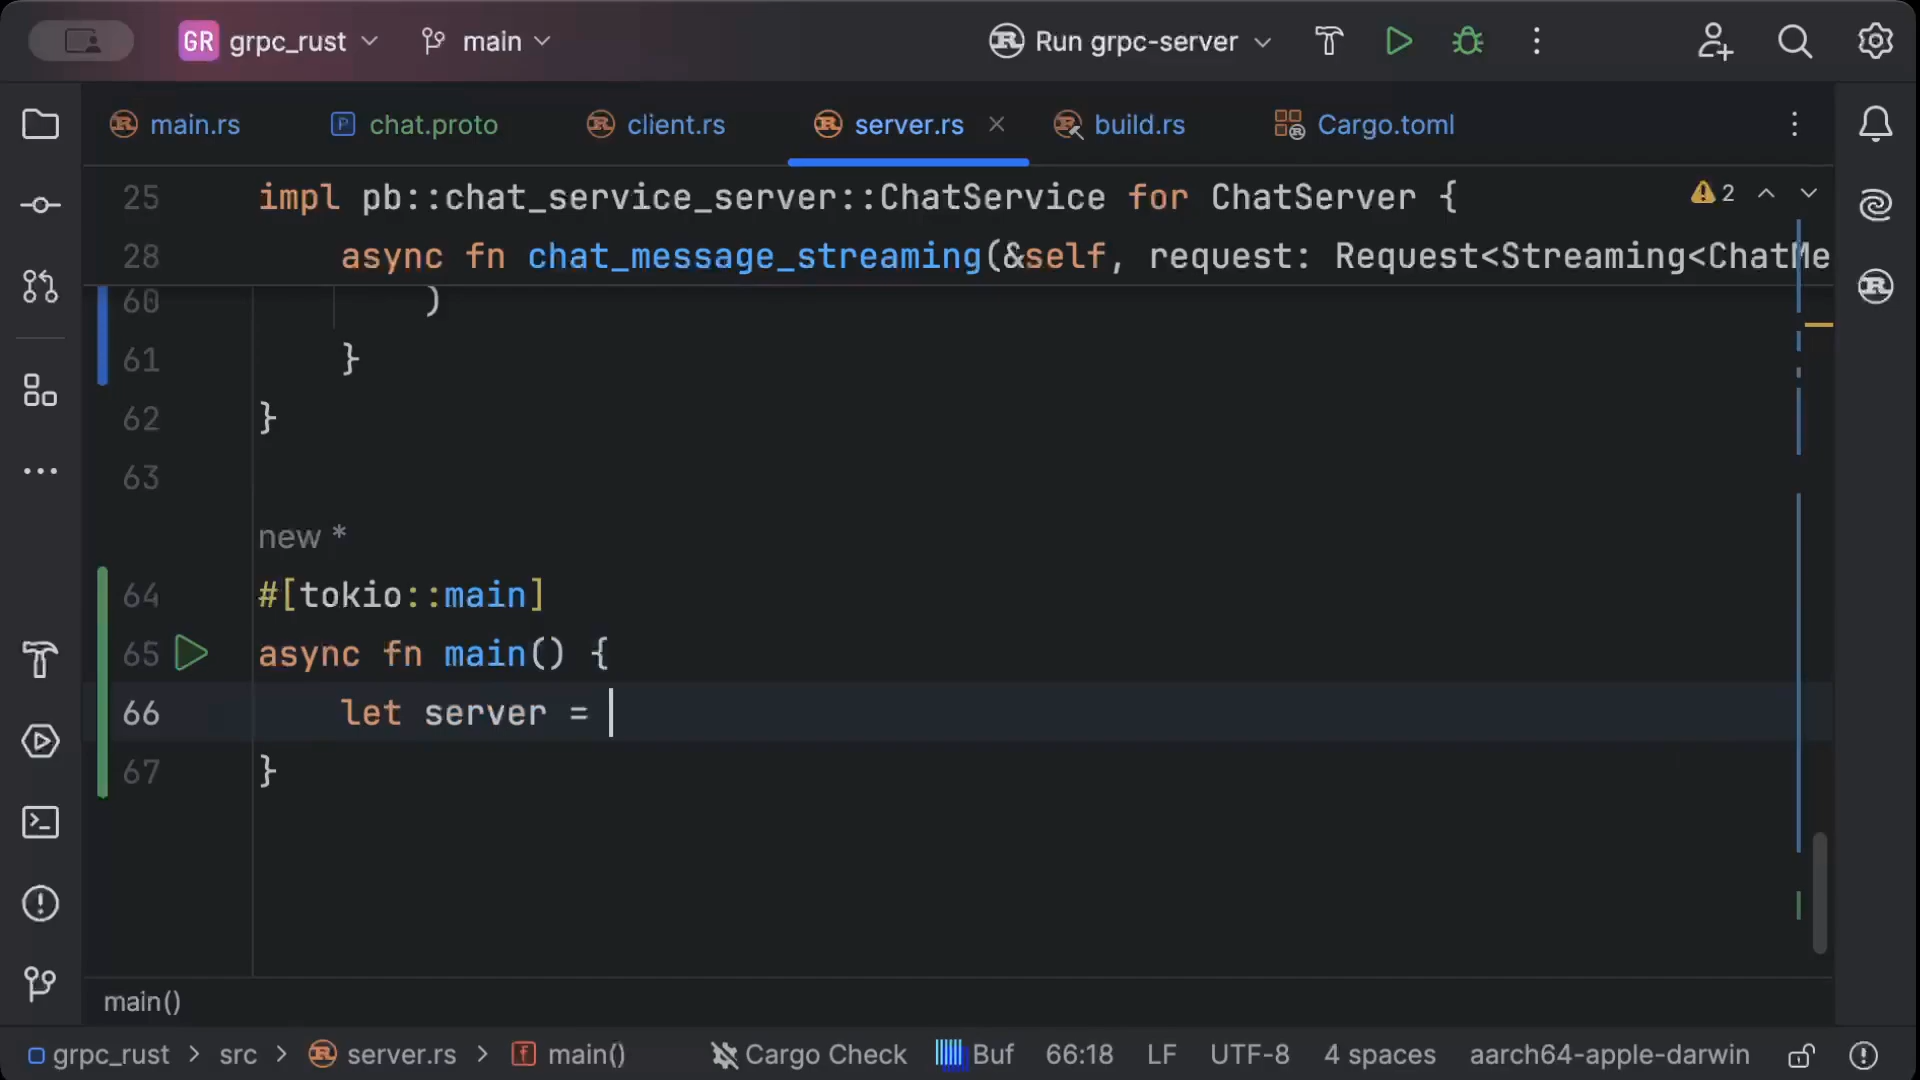 GR grpc_rust main Run grpc-server
main.rs chat.proto client.rs server.rs build.rs Cargo.toml
25 impl pb::chat_service_server::ChatService for ChatServer { 2
28 async fn chat_message_streaming(&self, request: Request<Streaming<ChatMe
60 )
61 }
62 }
63
new *
64 #[tokio::main]
65 async fn main() {
66 let server =
67 }
main()
grpc_rust > src > server.rs > main() Cargo Check Buf 66:18 LF UTF-8 4 spaces aarch64-apple-darwin